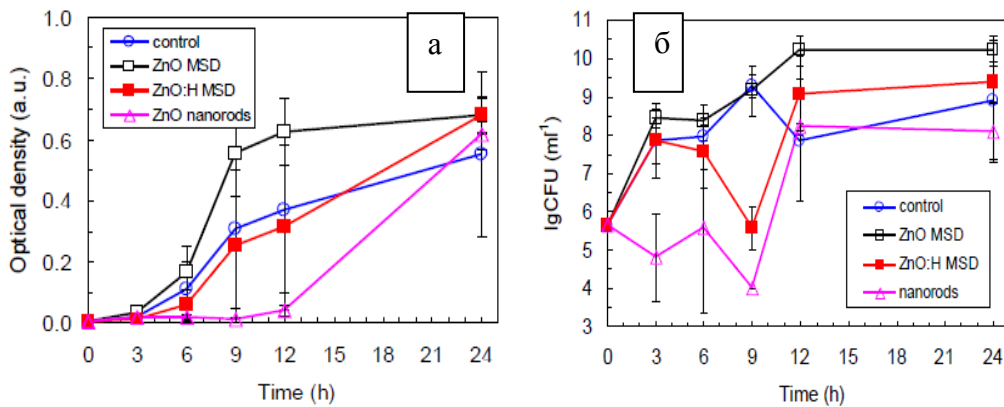 а
Optical density (a. u.)
1.0
0.8
0.6
0.4
0.2
0.0
control
ZnO MSD
ZnO:H MSD
ZnO nanorods
0 3 6 9 12 15 18 21 24
Time (h)
б
lgCFU (ml⁻¹)
11
10
9
8
7
6
5
4
3
control
ZnO MSD
ZnO:H MSD
nanorods
0 3 6 9 12 15 18 21 24
Time (h)